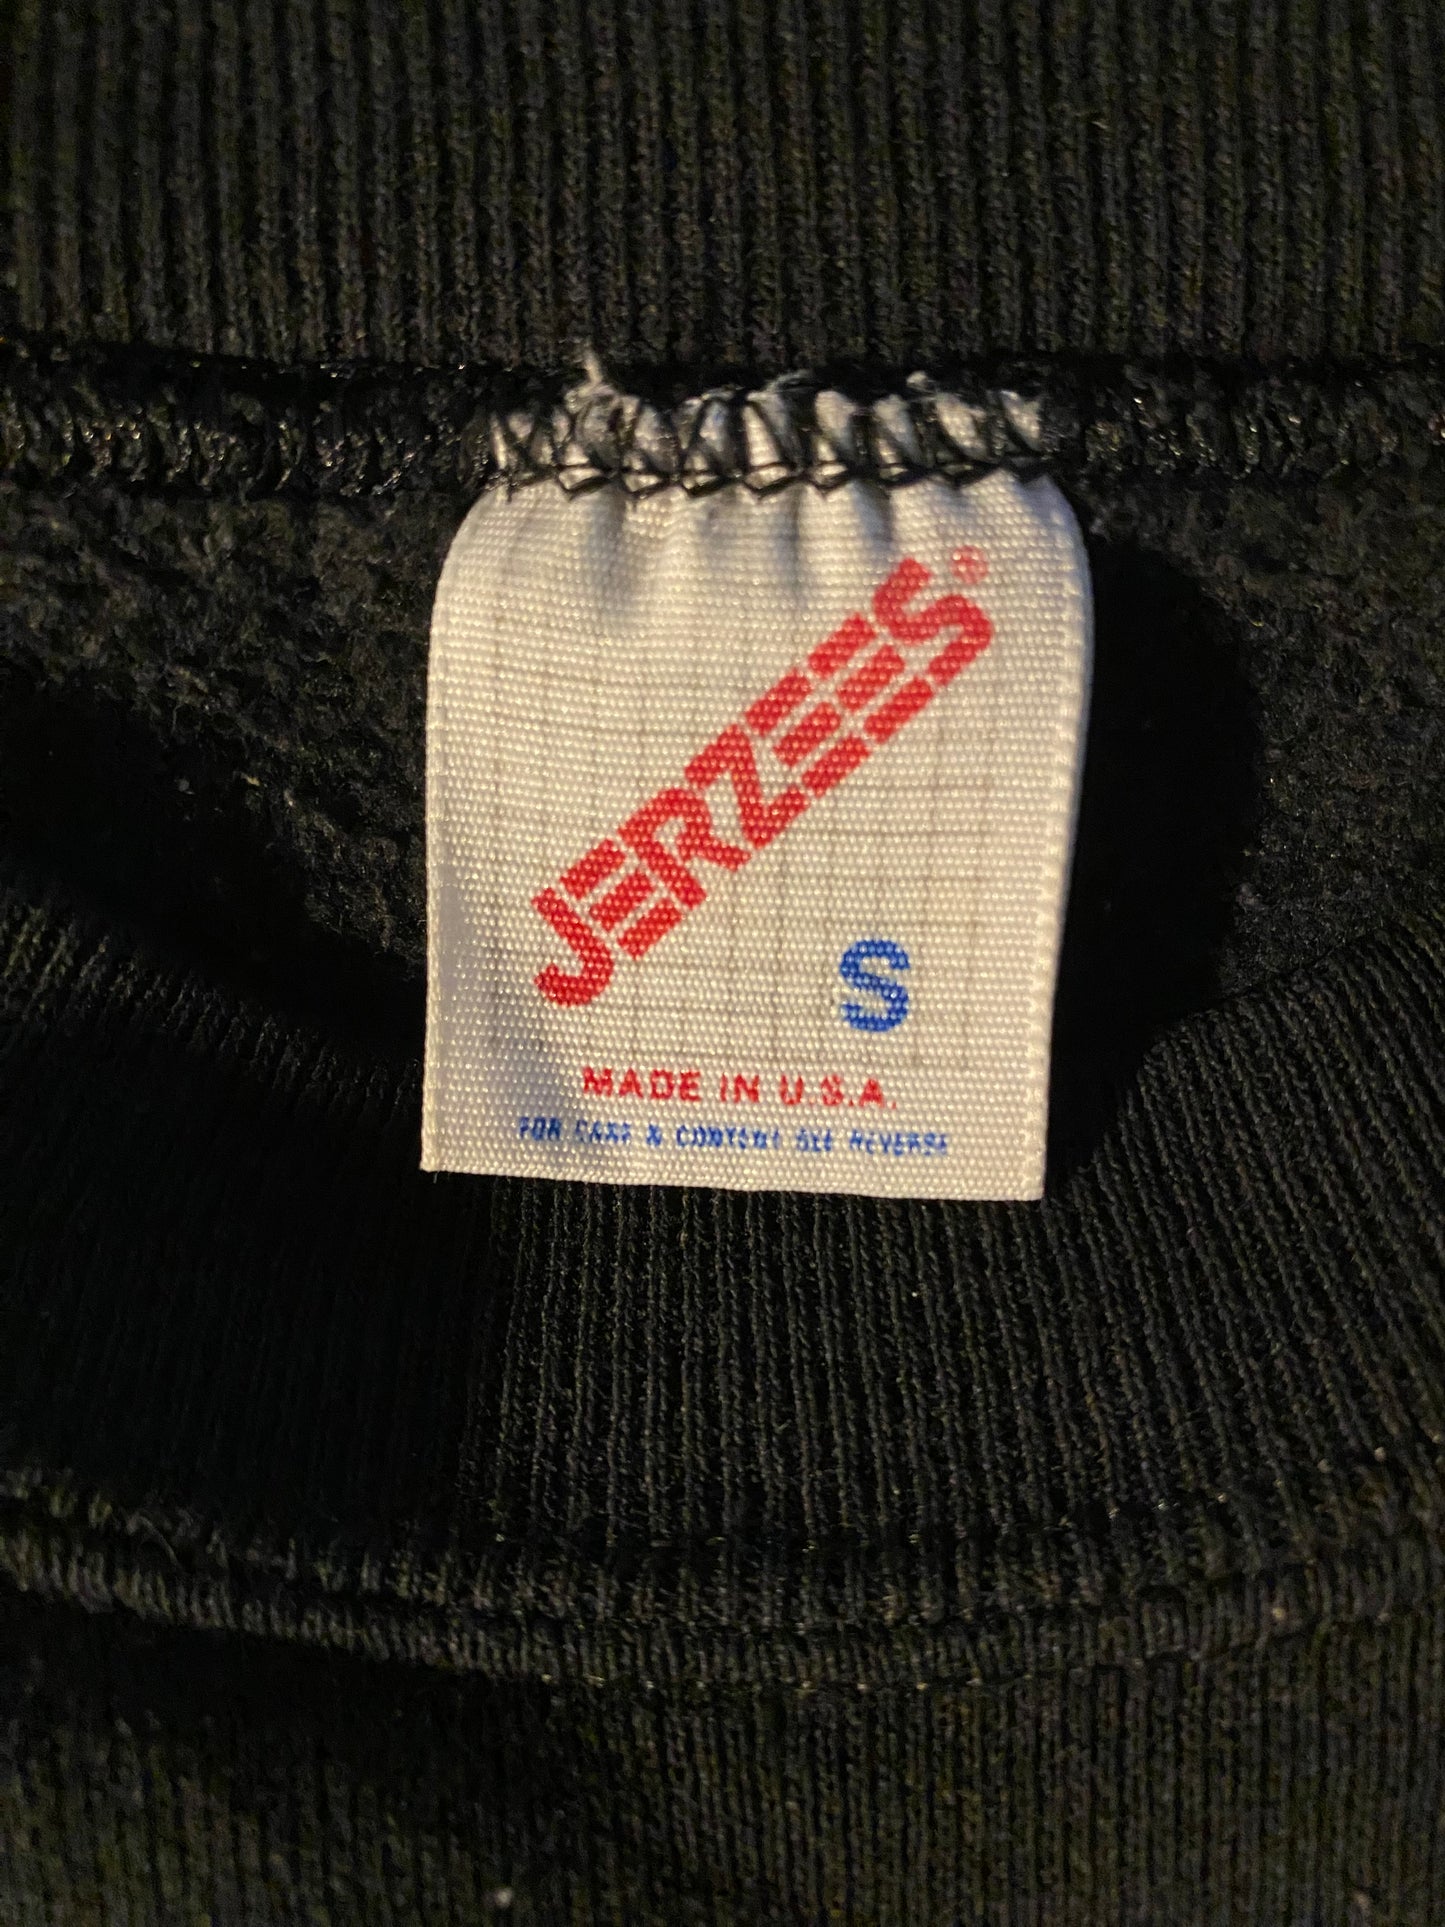 JERZEES®
S
MADE IN U.S.A.
FOR CARE & CONTENT SEE REVERSE